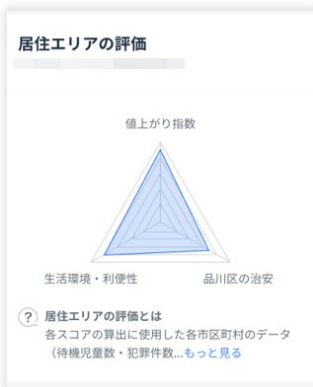 居住エリアの評価
値上がり指数
生活環境・利便性
品川区の治安
? 居住エリアの評価とは
各スコアの算出に使用した各市区町村のデータ
（待機児童数・犯罪件数...もっと見る